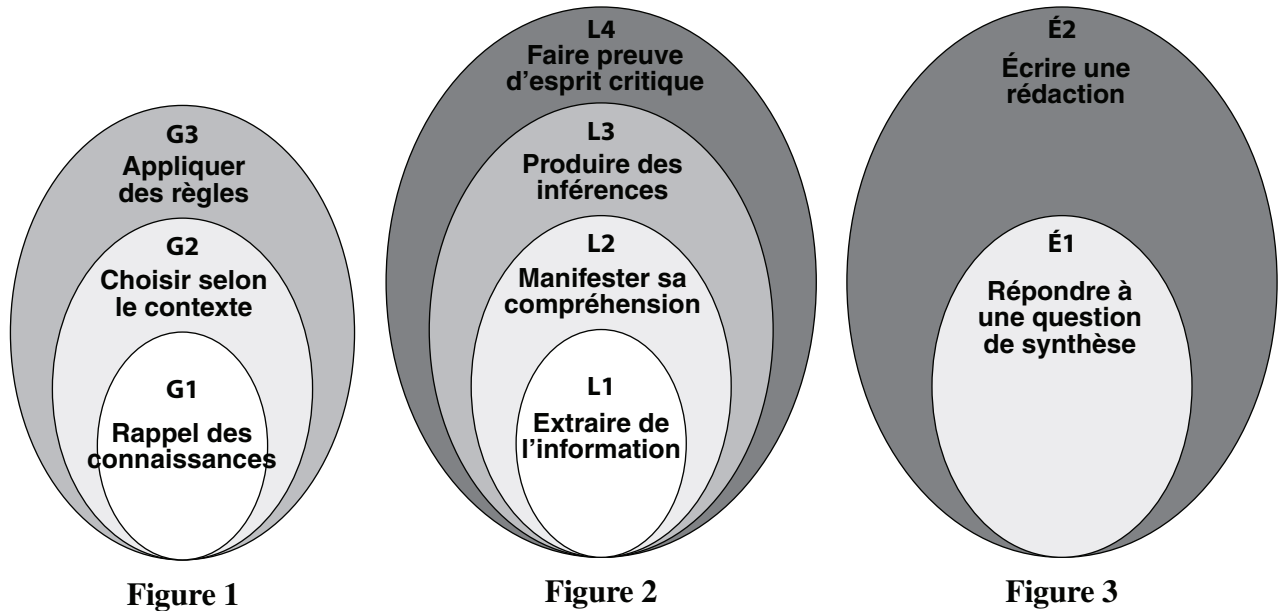 G3
Appliquer
des règles
G2
Choisir selon
le contexte
G1
Rappel des
connaissances
Figure 1
L4
Faire preuve
d'esprit critique
L3
Produire des
inférences
L2
Manifester sa
compréhension
L1
Extraire de
l'information
Figure 2
É2
Écrire une
rédaction
É1
Répondre à
une question
de synthèse
Figure 3